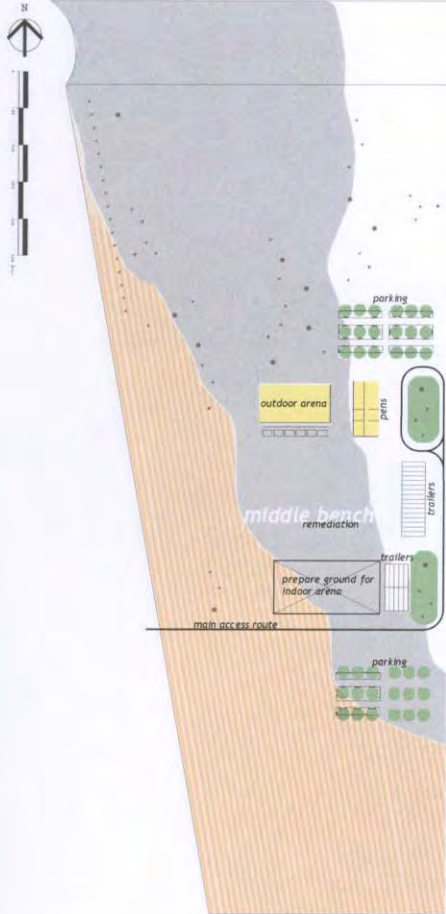 N
parking
outdoor arena
pens
trailers
middle bench
remediation
trailers
prepare ground for
indoor arena
main access route
parking